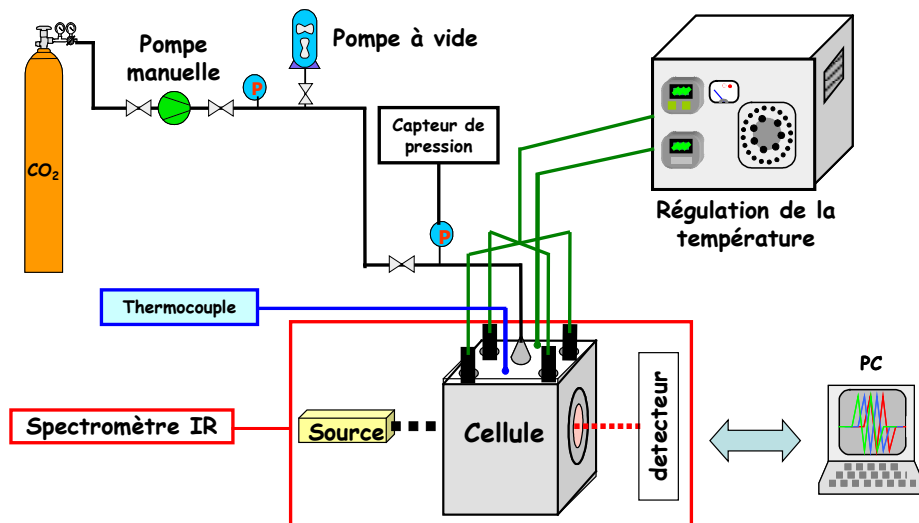 Pompe
manuelle
Pompe à vide
P
Capteur de
pression
CO2
P
Régulation de la
température
Thermocouple
PC
Spectromètre IR
Source
Cellule
detecteur